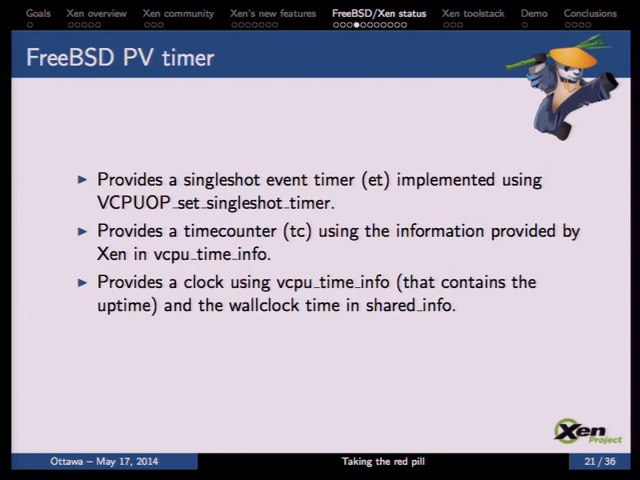 Goals Xen overview Xen community Xen's new features FreeBSD/Xen status Xen toolstack Demo Conclusions
FreeBSD PV timer
Provides a singleshot event timer (et) implemented using
VCPUOP_set_singleshot_timer.
Provides a timecounter (tc) using the information provided by
Xen in vcpu_time_info.
Provides a clock using vcpu_time_info (that contains the
uptime) and the wallclock time in shared_info.
Xen
Project
Ottawa – May 17, 2014 Taking the red pill 21 / 36